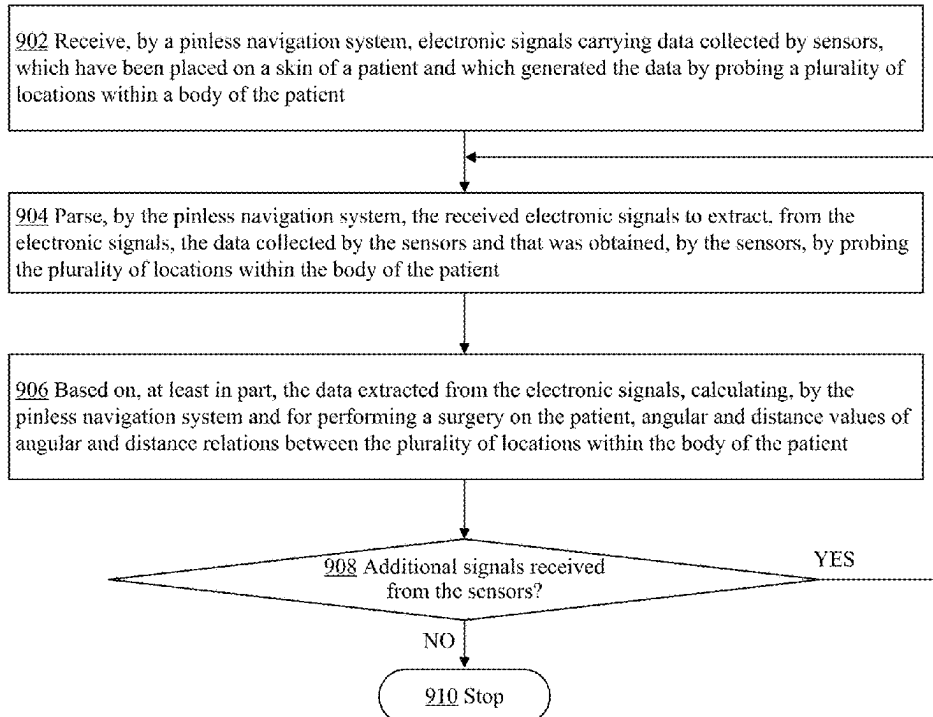 902 Receive, by a pinless navigation system, electronic signals carrying data collected by sensors,
which have been placed on a skin of a patient and which generated the data by probing a plurality of
locations within a body of the patient
904 Parse, by the pinless navigation system, the received electronic signals to extract, from the
electronic signals, the data collected by the sensors and that was obtained, by the sensors, by probing
the plurality of locations within the body of the patient
906 Based on, at least in part, the data extracted from the electronic signals, calculating, by the
pinless navigation system and for performing a surgery on the patient, angular and distance values of
angular and distance relations between the plurality of locations within the body of the patient
908 Additional signals received
from the sensors?
YES
NO
910 Stop